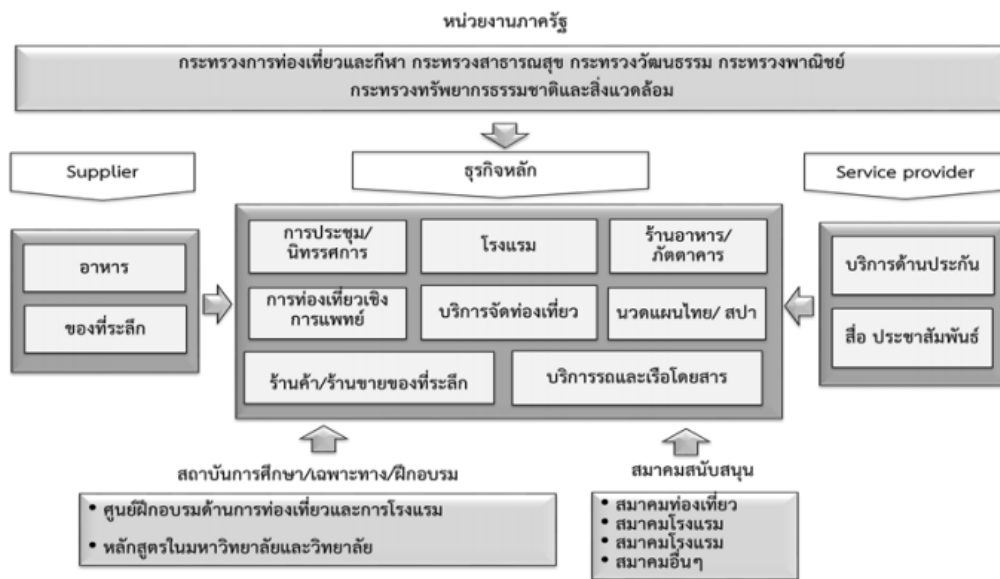 หน่วยงานภาครัฐ
กระทรวงการท่องเที่ยวและกีฬา กระทรวงสาธารณสุข กระทรวงวัฒนธรรม กระทรวงพาณิชย์
กระทรวงทรัพยากรธรรมชาติและสิ่งแวดล้อม
Supplier
ธุรกิจหลัก
Service provider
อาหาร
ของที่ระลึก
การประชุม/
นิทรรศการ
โรงแรม
ร้านอาหาร/
ภัตตาคาร
การท่องเที่ยวเชิง
การแพทย์
บริการจัดท่องเที่ยว
นวดแผนไทย/ สปา
ร้านค้า/ร้านขายของที่ระลึก
บริการรถและเรือโดยสาร
บริการด้านประกัน
สื่อ ประชาสัมพันธ์
สถาบันการศึกษา/เฉพาะทาง/ฝึกอบรม
• ศูนย์ฝึกอบรมด้านการท่องเที่ยวและการโรงแรม
• หลักสูตรในมหาวิทยาลัยและวิทยาลัย
สมาคมสนับสนุน
• สมาคมท่องเที่ยว
• สมาคมโรงแรม
• สมาคมโรงแรม
• สมาคมอื่นๆ